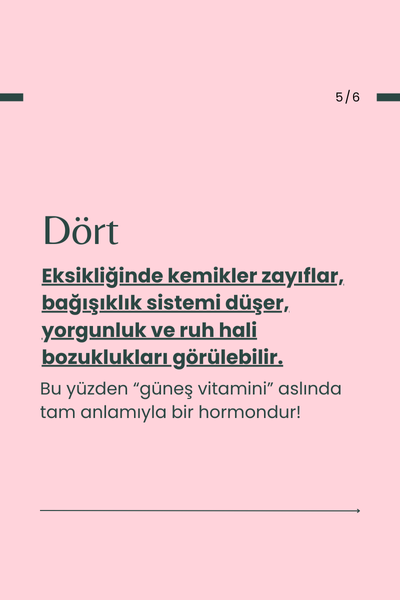 5/6
Dört
Eksikliğinde kemikler zayıflar,
bağışıklık sistemi düşer,
yorgunluk ve ruh hali
bozuklukları görülebilir.
Bu yüzden “güneş vitamini” aslında
tam anlamıyla bir hormondur!